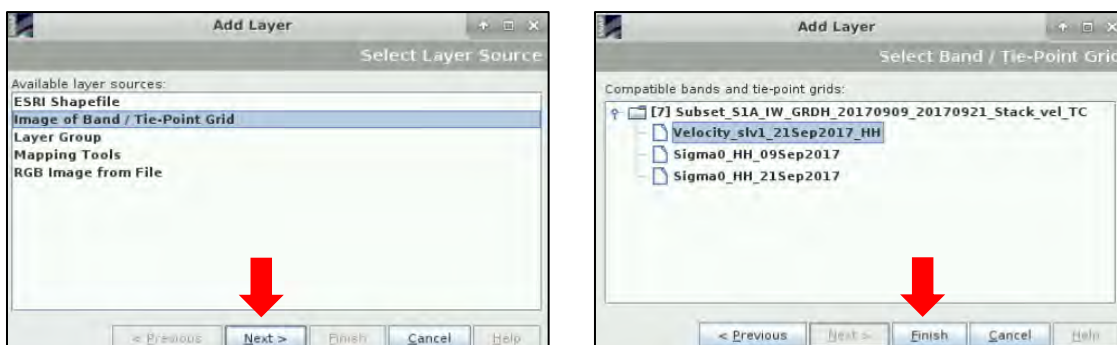 Add Layer
Select Layer Source
Available layer sources:
ESRI Shapefile
Image of Band / Tie-Point Grid
Layer Group
Mapping Tools
RGB Image from File
< Previous
Next >
Finish
Cancel
Help
Add Layer
Select Band / Tie-Point Grid
Compatible bands and tie-point grids:
[7] Subset_S1A_IW_GRDH_20170909_20170921_Stack_vel_TC
Velocity_slv1_21Sep2017_HH
Sigma0_HH_09Sep2017
Sigma0_HH_21Sep2017
< Previous
Next >
Finish
Cancel
Help